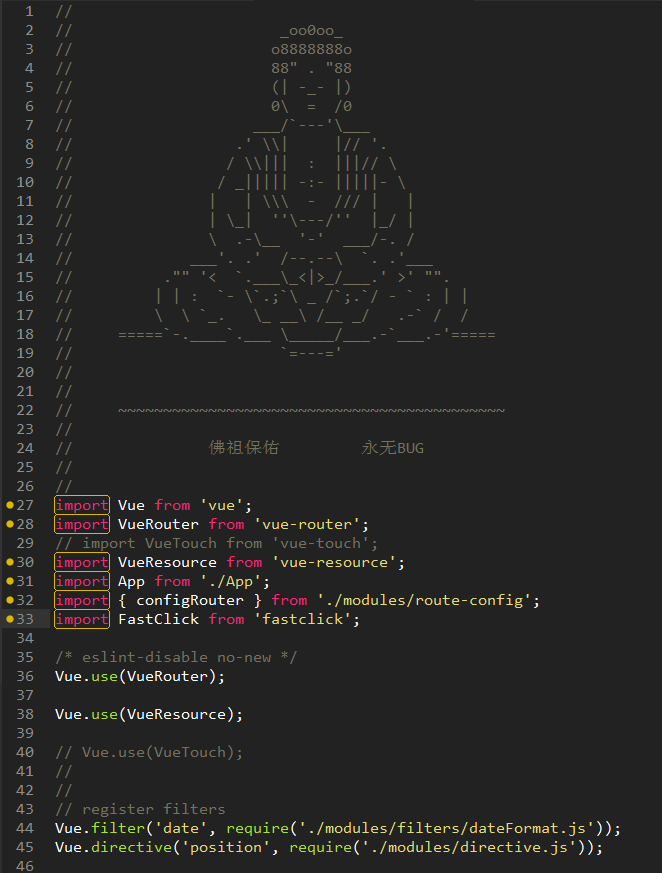 1 //
2 //                       _oo0oo_
3 //                      o8888888o
4 //                      88" . "88
5 //                      (| -_- |)
6 //                      0\  =  /0
7 //                    ___/`---'\___
8 //                  .' \\|     |// '.
9 //                 / \\|||  :  |||// \
10 //                / _||||| -:- |||||- \
11 //               |   | \\\  -  /// |   |
12 //               | \_|  ''\---/''  |_/ |
13 //               \  .-\__  '-'  ___/-. /
14 //             ___'. .'  /--.--\  `. .'___
15 //          ."" '<  `.___\_<|>_/___.' >' "".
16 //         | | :  `- \`.;`\ _ /`;.`/ - ` : | |
17 //         \  \ `_.   \_ __\ /__ _/   .-` /  /
18 //     =====`-.____`.___ \_____/___.-`___.-'=====
19 //                       `=---='
20 //
21 //
22 //     ~~~~~~~~~~~~~~~~~~~~~~~~~~~~~~~~~~~~~~~~~~~
23 //
24 //               佛祖保佑         永无BUG
25 //
26 //
27 import Vue from 'vue';
28 import VueRouter from 'vue-router';
29 // import VueTouch from 'vue-touch';
30 import VueResource from 'vue-resource';
31 import App from './App';
32 import { configRouter } from './modules/route-config';
33 import FastClick from 'fastclick';
34
35 /* eslint-disable no-new */
36 Vue.use(VueRouter);
37
38 Vue.use(VueResource);
39
40 // Vue.use(VueTouch);
41 //
42 //
43 // register filters
44 Vue.filter('date', require('./modules/filters/dateFormat.js'));
45 Vue.directive('position', require('./modules/directive.js'));
46